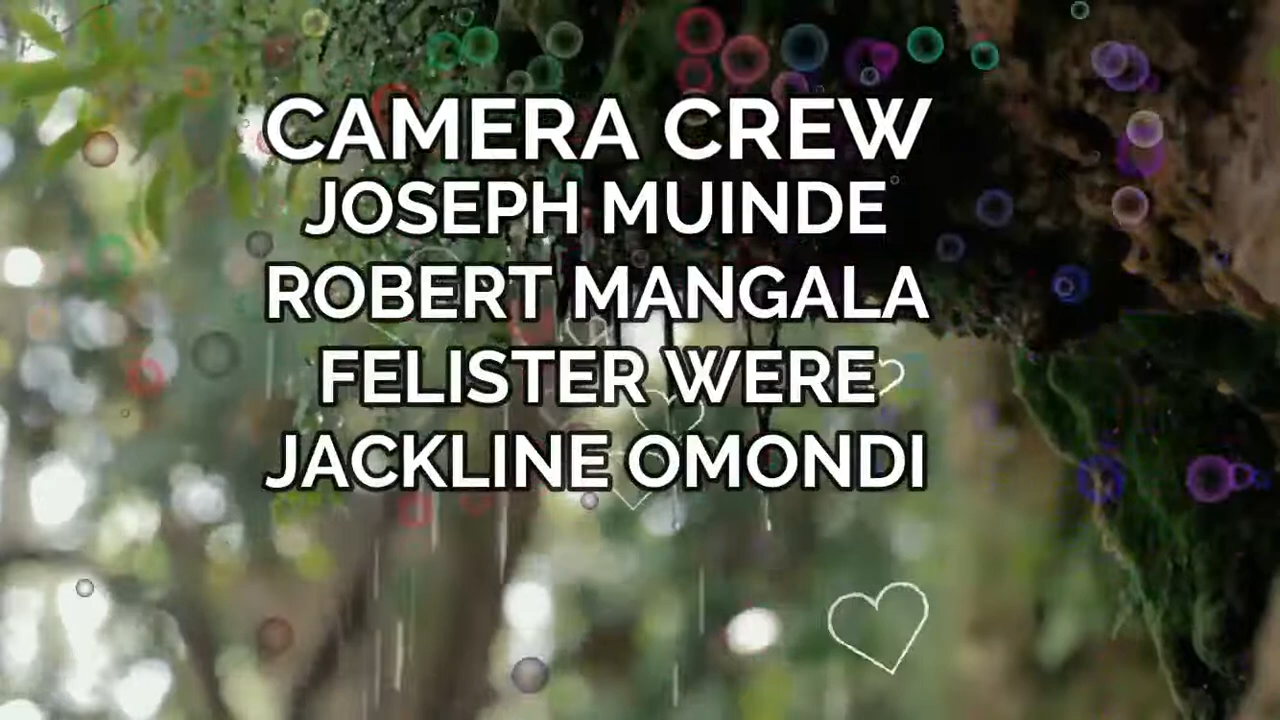 CAMERA CREW
JOSEPH MUINDE
ROBERT MANGALA
FELISTER WERE
JACKLINE OMONDI